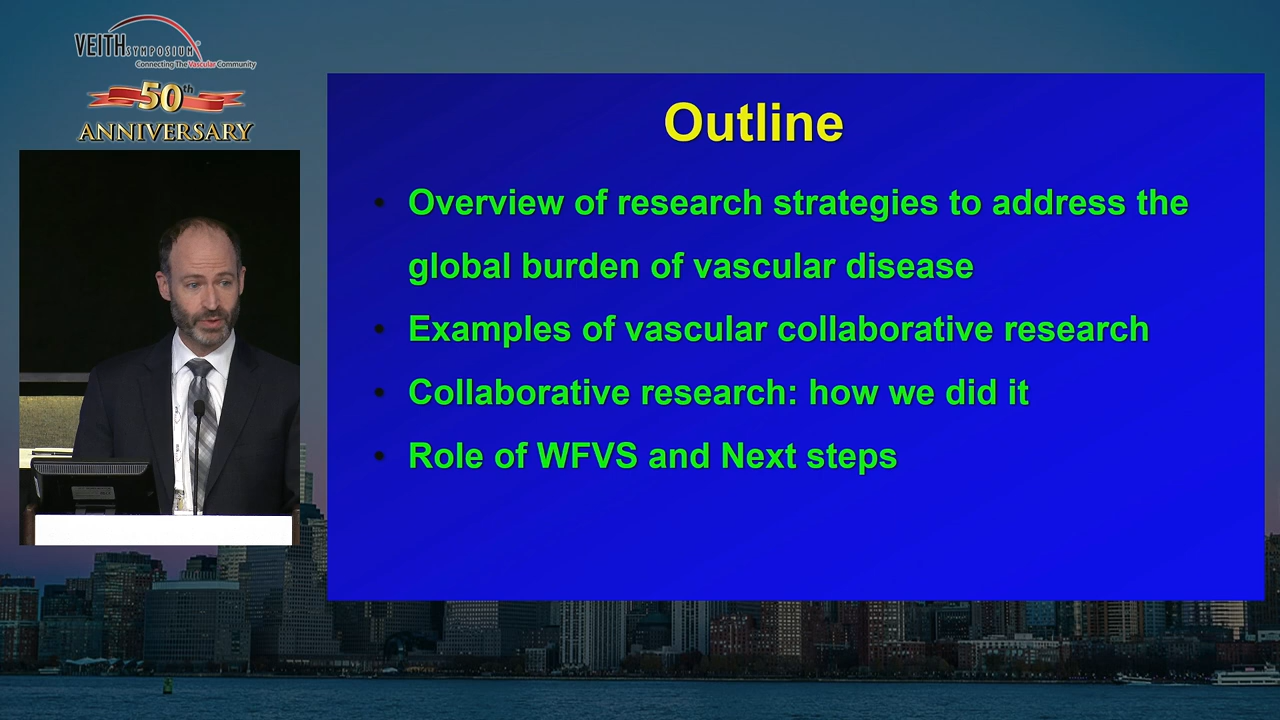 VEITHSYMPOSIUM
Connecting The Vascular Community
50th
ANNIVERSARY
Outline
• Overview of research strategies to address the
global burden of vascular disease
• Examples of vascular collaborative research
• Collaborative research: how we did it
• Role of WFVS and Next steps